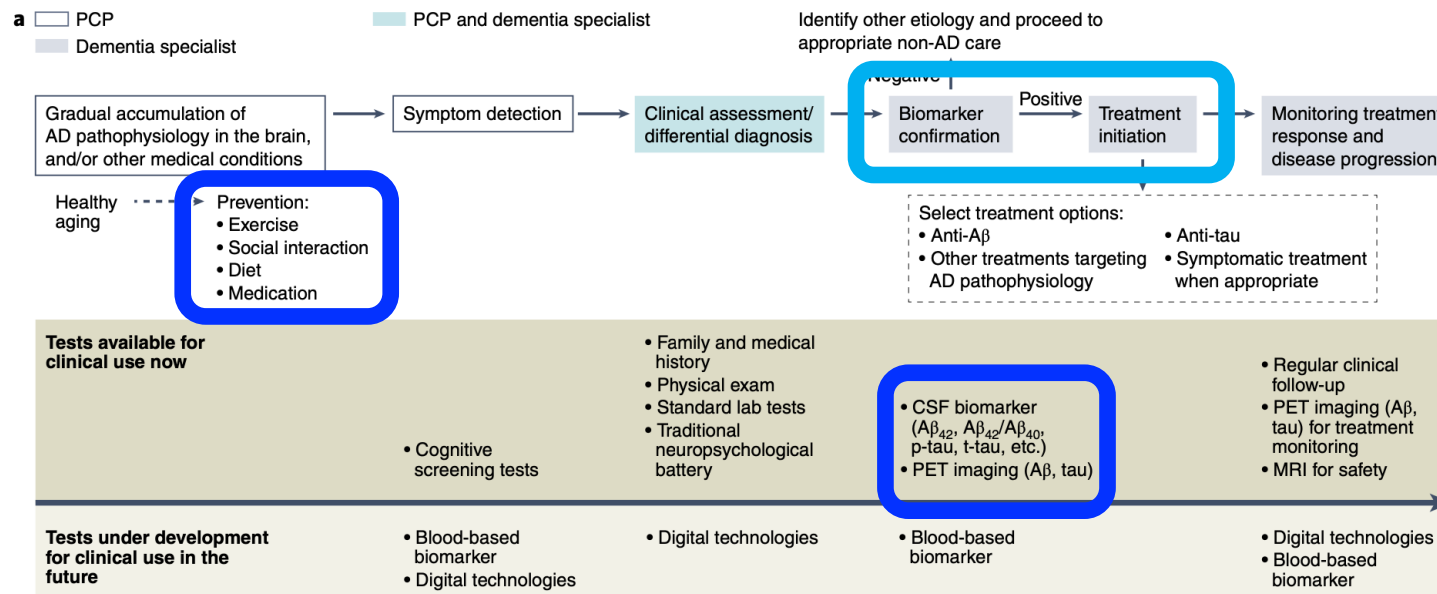 a
PCP
PCP and dementia specialist
Dementia specialist
Identify other etiology and proceed to
appropriate non-AD care
Negative
Gradual accumulation of
AD pathophysiology in the brain,
and/or other medical conditions
Symptom detection
Clinical assessment/
differential diagnosis
Biomarker
confirmation
Positive
Treatment
initiation
Monitoring treatment
response and
disease progression
Healthy
aging
Prevention:
• Exercise
• Social interaction
• Diet
• Medication
Select treatment options:
• Anti-Aβ
• Other treatments targeting
AD pathophysiology
• Anti-tau
• Symptomatic treatment
when appropriate
Tests available for
clinical use now
• Cognitive
screening tests
• Family and medical
history
• Physical exam
• Standard lab tests
• Traditional
neuropsychological
battery
• CSF biomarker
(Aβ42, Aβ42/Aβ40,
p-tau, t-tau, etc.)
• PET imaging (Aβ, tau)
• Regular clinical
follow-up
• PET imaging (Aβ,
tau) for treatment
monitoring
• MRI for safety
Tests under development
for clinical use in the
future
• Blood-based
biomarker
• Digital technologies
• Digital technologies
• Blood-based
biomarker
• Digital technologies
• Blood-based
biomarker